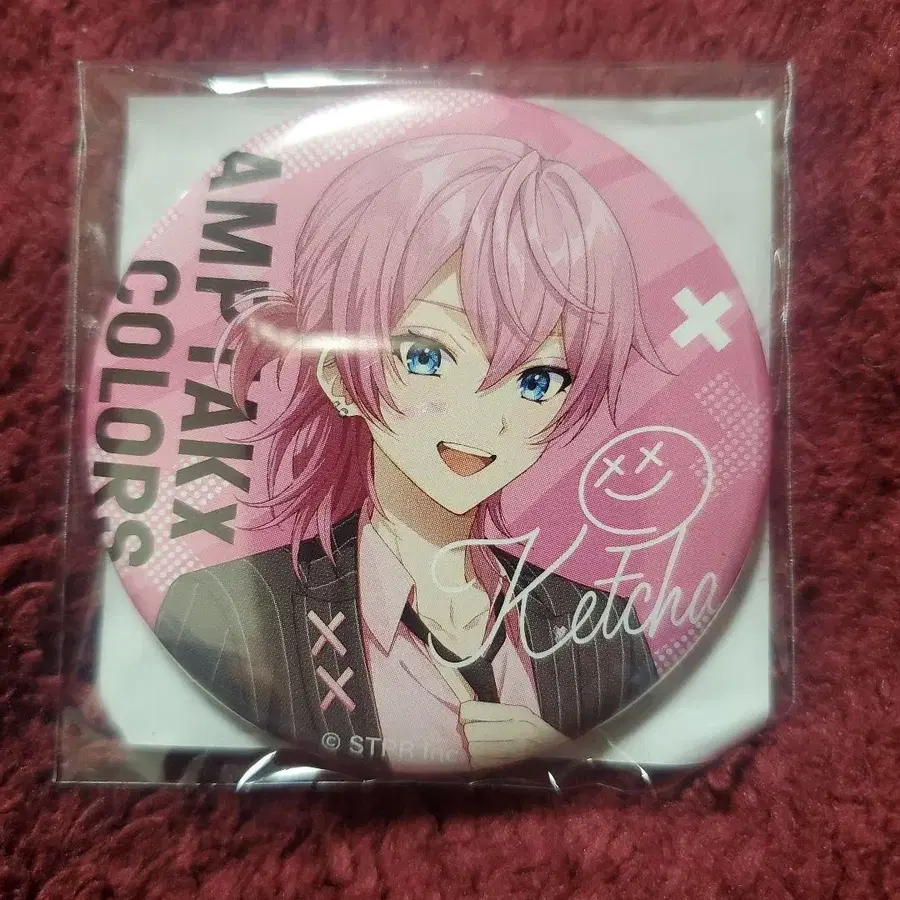 AMPTAKX
COLORS
Ketcha
© STPR Inc.